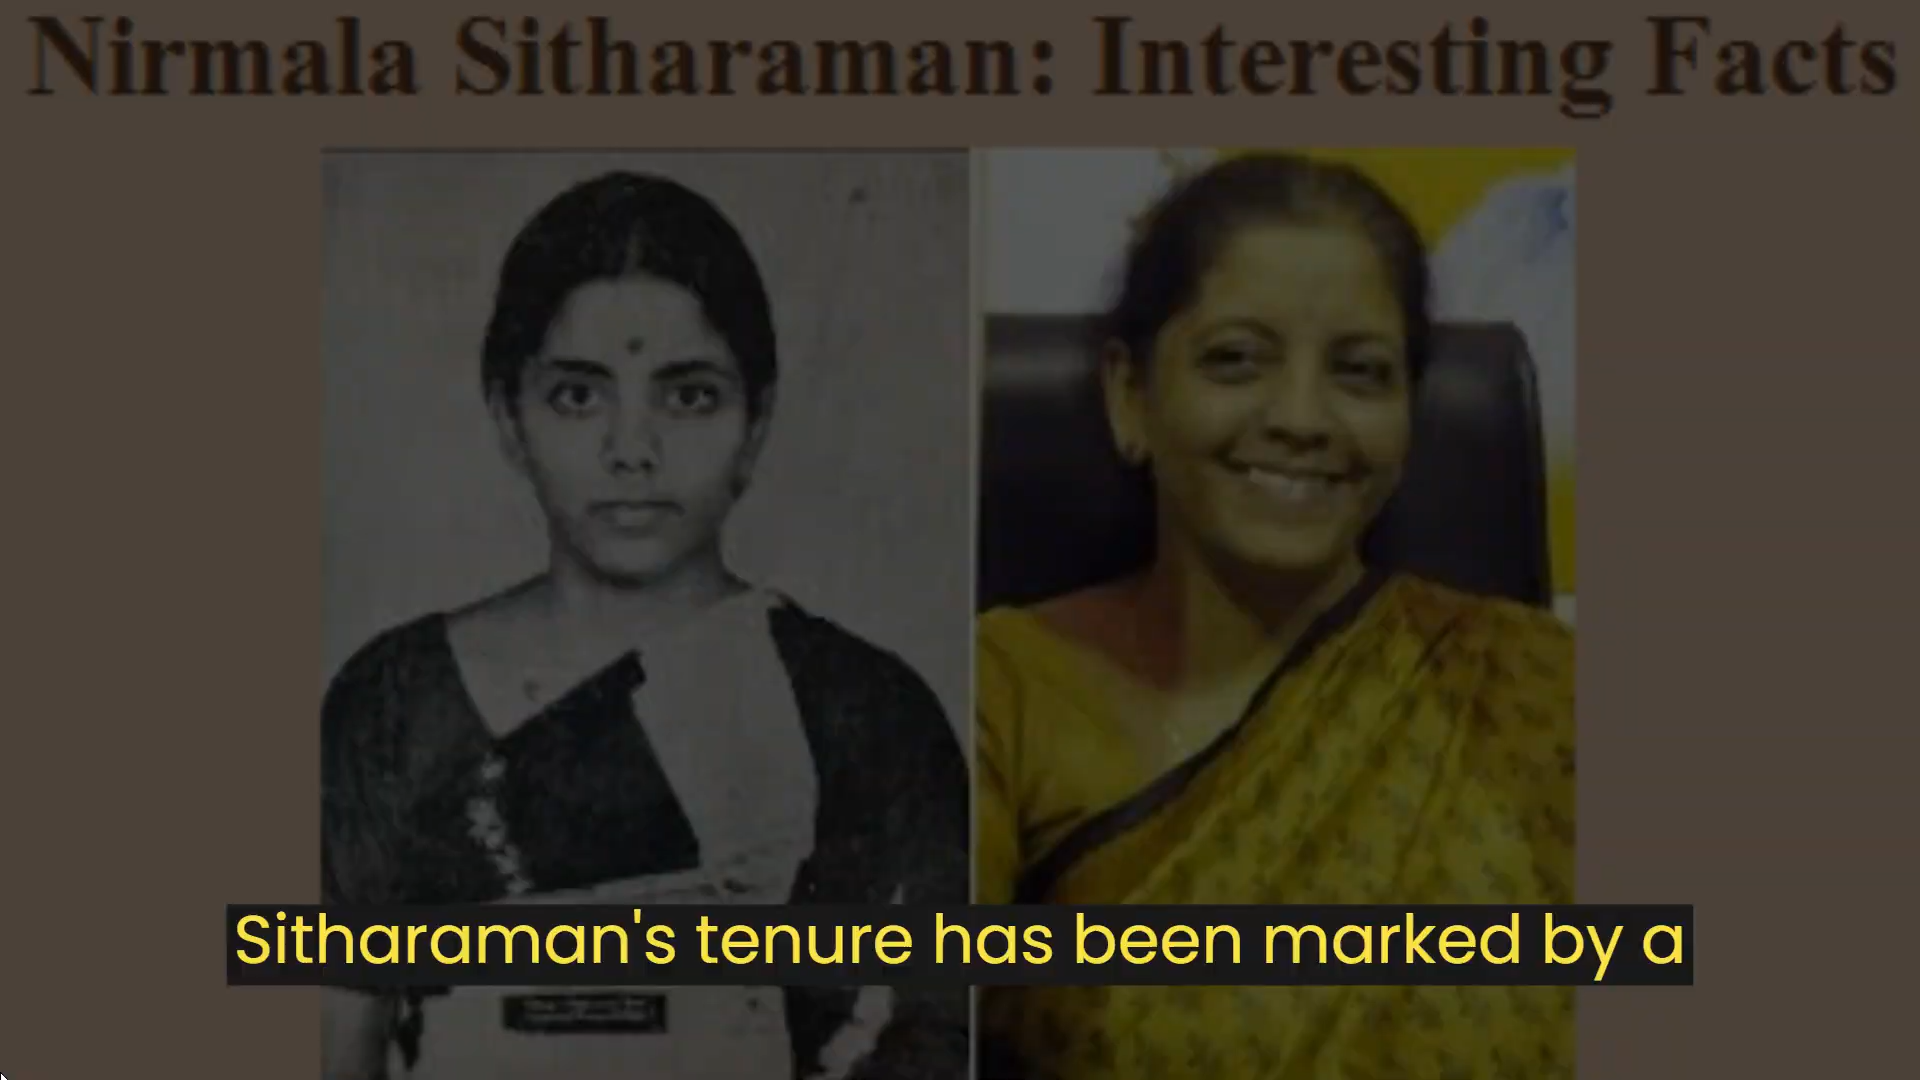 Nirmala Sitharaman: Interesting Facts
Sitharaman's tenure has been marked by a